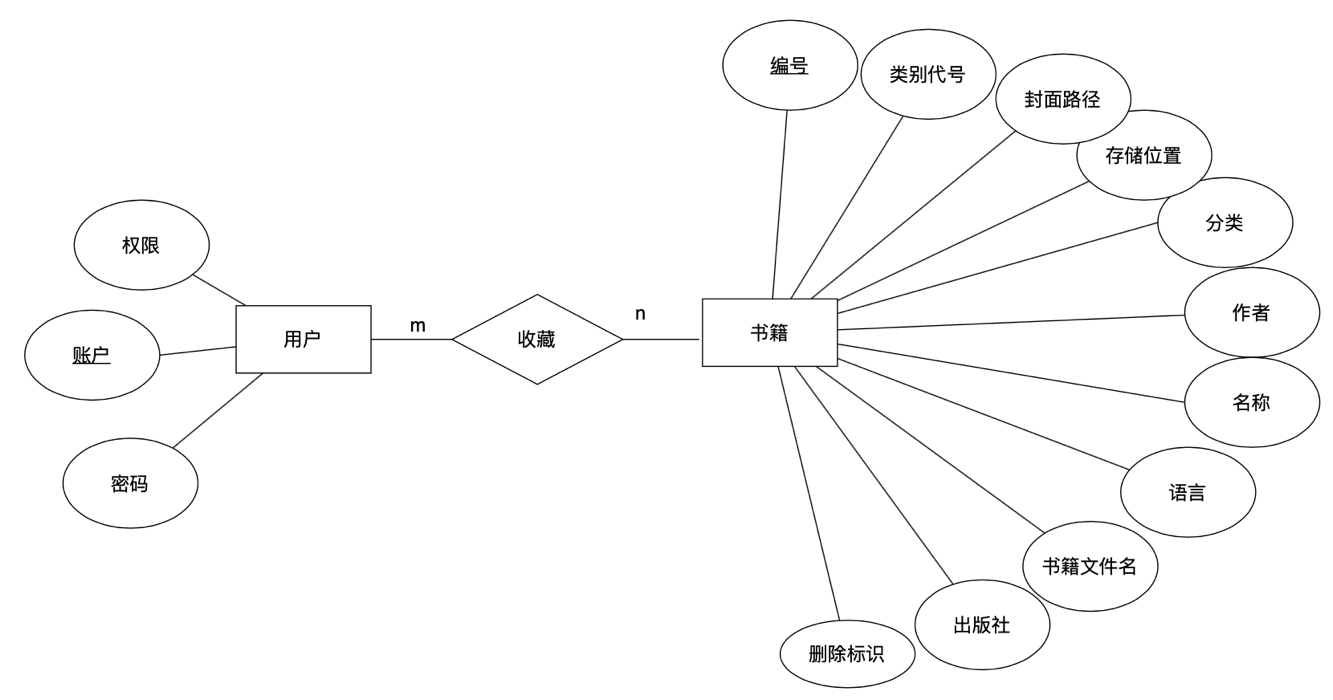 编号
类别代号
封面路径
存储位置
分类
权限
作者
账户
用户
m
收藏
n
书籍
名称
密码
语言
书籍文件名
出版社
删除标识